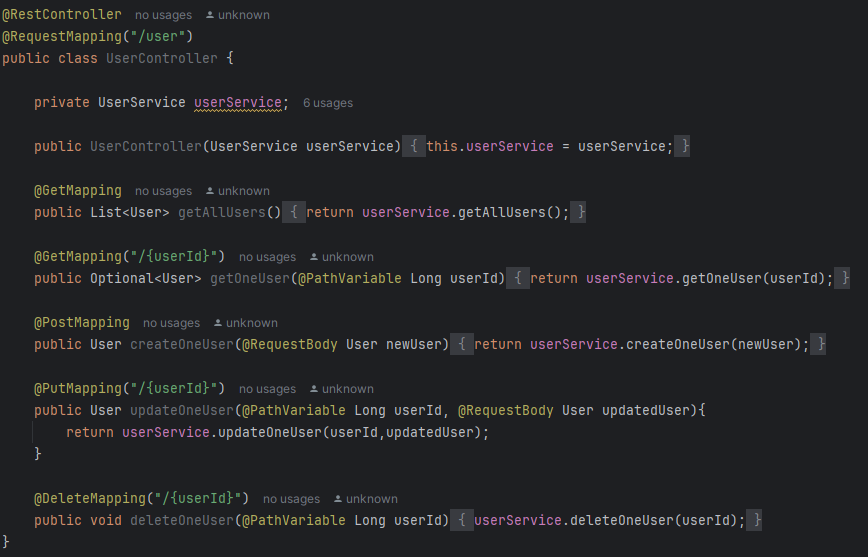 @RestController no usages unknown
@RequestMapping("/user")
public class UserController {
private UserService userService; 6 usages
public UserController(UserService userService) { this.userService = userService; }
@GetMapping no usages unknown
public List<User> getAllUsers() { return userService.getAllUsers(); }
@GetMapping("/{userId}") no usages unknown
public Optional<User> getOneUser(@PathVariable Long userId) { return userService.getOneUser(userId); }
@PostMapping no usages unknown
public User createOneUser(@RequestBody User newUser) { return userService.createOneUser(newUser); }
@PutMapping("/{userId}") no usages unknown
public User updateOneUser(@PathVariable Long userId, @RequestBody User updatedUser){
return userService.updateOneUser(userId,updatedUser);
}
@DeleteMapping("/{userId}") no usages unknown
public void deleteOneUser(@PathVariable Long userId) { userService.deleteOneUser(userId); }
}